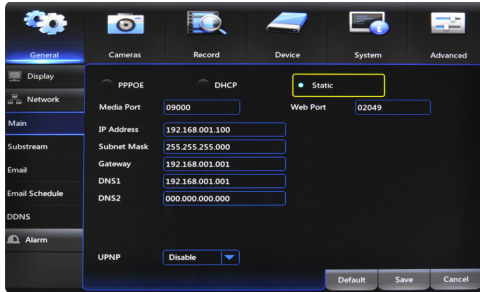 General Cameras Record Device System Advanced
Display
Network
Main
Substream
Email
Email Schedule
DDNS
Alarm
PPPOE DHCP Static
Media Port 09000 Web Port 02049
IP Address 192.168.001.100
Subnet Mask 255.255.255.000
Gateway 192.168.001.001
DNS1 192.168.001.001
DNS2 000.000.000.000
UPNP Disable
Default Save Cancel